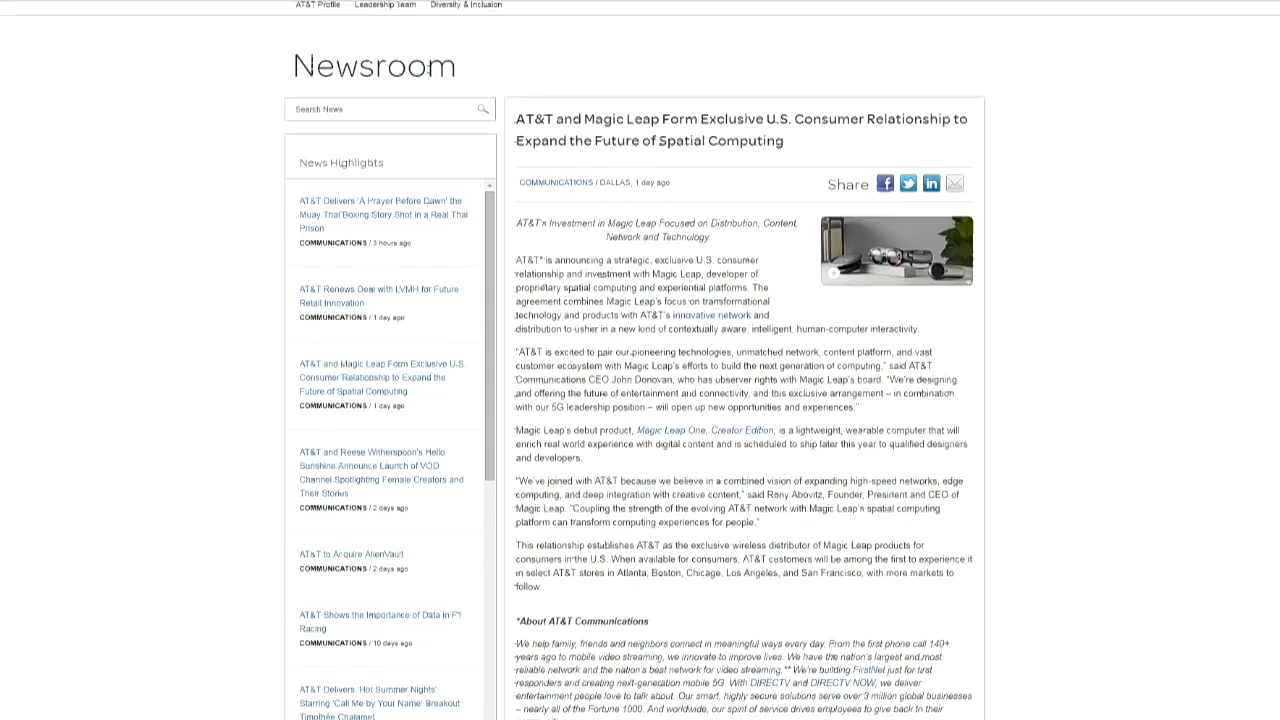 AT&T Profile Leadership Team Diversity & Inclusion
Newsroom
Search News
News Highlights
AT&T Delivers 'A Prayer Before Dawn' the
Muay Thai Boxing Story Shot in a Real Thai
Prison
COMMUNICATIONS / 3 hours ago
AT&T Renews Deal with LVMH for Future
Retail Innovation
COMMUNICATIONS / 1 day ago
AT&T and Magic Leap Form Exclusive U.S.
Consumer Relationship to Expand the
Future of Spatial Computing
COMMUNICATIONS / 1 day ago
AT&T and Reese Witherspoon's Hello
Sunshine Announce Launch of VOD
Channel Spotlighting Female Creators and
Their Stories
COMMUNICATIONS / 2 days ago
AT&T to Acquire AlienVault
COMMUNICATIONS / 2 days ago
AT&T Shows the Importance of Data in F1
Racing
COMMUNICATIONS / 10 days ago
AT&T Delivers 'Hot Summer Nights'
Starring 'Call Me by Your Name' Breakout
Timothée Chalamet
AT&T and Magic Leap Form Exclusive U.S. Consumer Relationship to
Expand the Future of Spatial Computing
COMMUNICATIONS / DALLAS, 1 day ago
Share
AT&T's Investment in Magic Leap Focused on Distribution, Content,
Network and Technology
AT&T* is announcing a strategic, exclusive U.S. consumer
relationship and investment with Magic Leap, developer of
proprietary spatial computing and experiential platforms. The
agreement combines Magic Leap's focus on transformational
technology and products with AT&T's innovative network and
distribution to usher in a new kind of contextually aware, intelligent, human-computer interactivity.
"AT&T is excited to pair our pioneering technologies, unmatched network, content platform, and vast
customer ecosystem with Magic Leap's efforts to build the next generation of computing," said AT&T
Communications CEO John Donovan, who has observer rights with Magic Leap's board. "We're designing
and offering the future of entertainment and connectivity, and this exclusive arrangement – in combination
with our 5G leadership position – will open up new opportunities and experiences."
Magic Leap's debut product, Magic Leap One, Creator Edition, is a lightweight, wearable computer that will
enrich real world experience with digital content and is scheduled to ship later this year to qualified designers
and developers.
"We've joined with AT&T because we believe in a combined vision of expanding high-speed networks, edge
computing, and deep integration with creative content," said Rony Abovitz, Founder, President and CEO of
Magic Leap. "Coupling the strength of the evolving AT&T network with Magic Leap's spatial computing
platform can transform computing experiences for people."
This relationship establishes AT&T as the exclusive wireless distributor of Magic Leap products for
consumers in the U.S. When available for consumers, AT&T customers will be among the first to experience it
in select AT&T stores in Atlanta, Boston, Chicago, Los Angeles, and San Francisco, with more markets to
follow.
*About AT&T Communications
We help family, friends and neighbors connect in meaningful ways every day. From the first phone call 140+
years ago to mobile video streaming, we innovate to improve lives. We have the nation's largest and most
reliable network and the nation's best network for video streaming.** We're building FirstNet just for first
responders and creating next-generation mobile 5G. With DIRECTV and DIRECTV NOW, we deliver
entertainment people love to talk about. Our smart, highly secure solutions serve over 3 million global businesses
– nearly all of the Fortune 1000. And worldwide, our spirit of service drives employees to give back to their